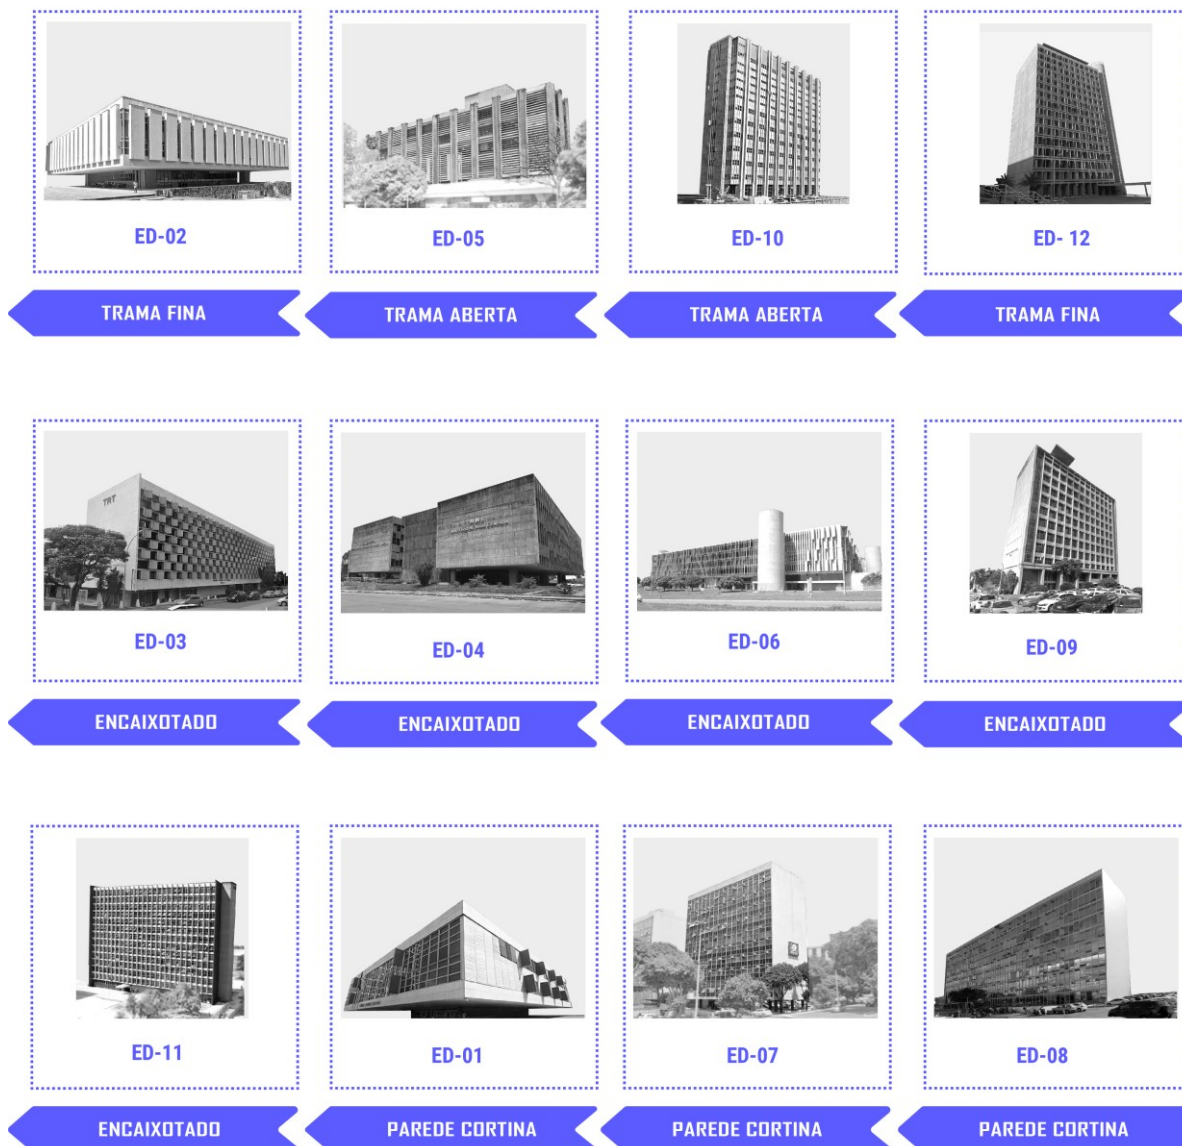 ED-02
ED-05
ED-10
ED- 12
TRAMA FINA
TRAMA ABERTA
TRAMA ABERTA
TRAMA FINA
TRT
ED-03
ED-04
ED-06
ED-09
ENCAIXOTADO
ENCAIXOTADO
ENCAIXOTADO
ENCAIXOTADO
ED-11
ED-01
ED-07
ED-08
ENCAIXOTADO
PAREDE CORTINA
PAREDE CORTINA
PAREDE CORTINA